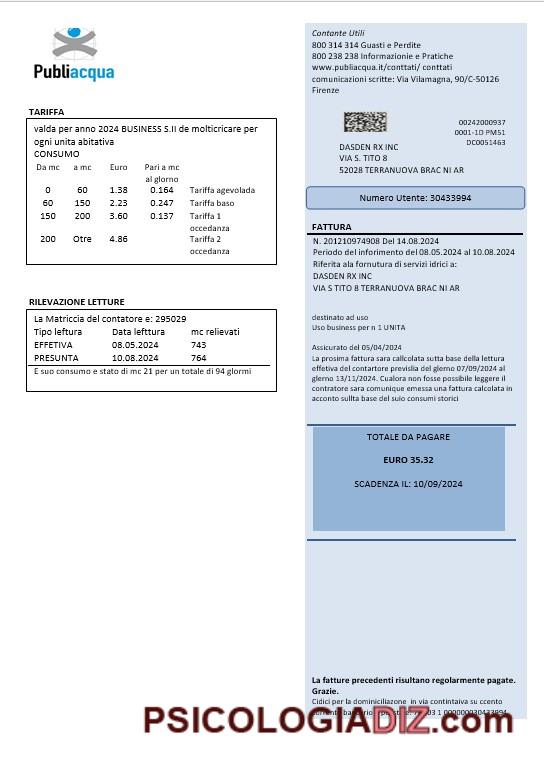 Publiacqua
TARIFFA
valda per anno 2024 BUSINESS S.II de molticricare per
ogni unita abitativa
CONSUMO
Da mc a mc Euro Pari a mc
al glorno
0 60 1.38 0.164 Tariffa agevolada
60 150 2.23 0.247 Tariffa baso
150 200 3.60 0.137 Tariffa 1
occedanza
200 Otre 4.86 Tariffa 2
occedanza
RILEVAZIONE LETTURE
La Matriccia del contatore e: 295029
Tipo leftura Data lefttura mc relievati
EFFETIVA 08.05.2024 743
PRESUNTA 10.08.2024 764
E suo consumo e stato di mc 21 per un totale di 94 glormi
Contante Utili
800 314 314 Guasti e Perdite
800 238 238 Informazionie e Pratiche
www.publiacqua.it/conttati/ conttati
comunicazioni scritte: Via Vilamagna, 90/C-50126
Firenze
00242000937
0001-1D PM51
DC0051463
DASDEN RX INC
VIA S. TITO 8
52028 TERRANUOVA BRAC NI AR
Numero Utente: 30433994
FATTURA
N. 201210974908 Del 14.08.2024
Periodo del inforimento del 08.05.2024 al 10.08.2024
Riferita ala fornutura di servizi idrici a:
DASDEN RX INC
VIA S TITO 8 TERRANUOVA BRAC NI AR
destinato ad uso
Uso business per n 1 UNITA
Assicurato del 05/04/2024
La prosima fattura sara callcolata sutta base della lettura
effetiva del contartore previslia del glerno 07/09/2024 al
glerno 13/11/2024. Cualora non fosse possibile leggere il
contratore sara comunique emessa una fattura calcolata in
acconto sullta base del suio consumi storici
TOTALE DA PAGARE
EURO 35.32
SCADENZA IL: 10/09/2024
La fatture precedenti risultano regolarmente pagate.
Grazie.
Cidici per la dominicilíazone in via contintaiva su ccento
PSICOLOGIADIZ.com